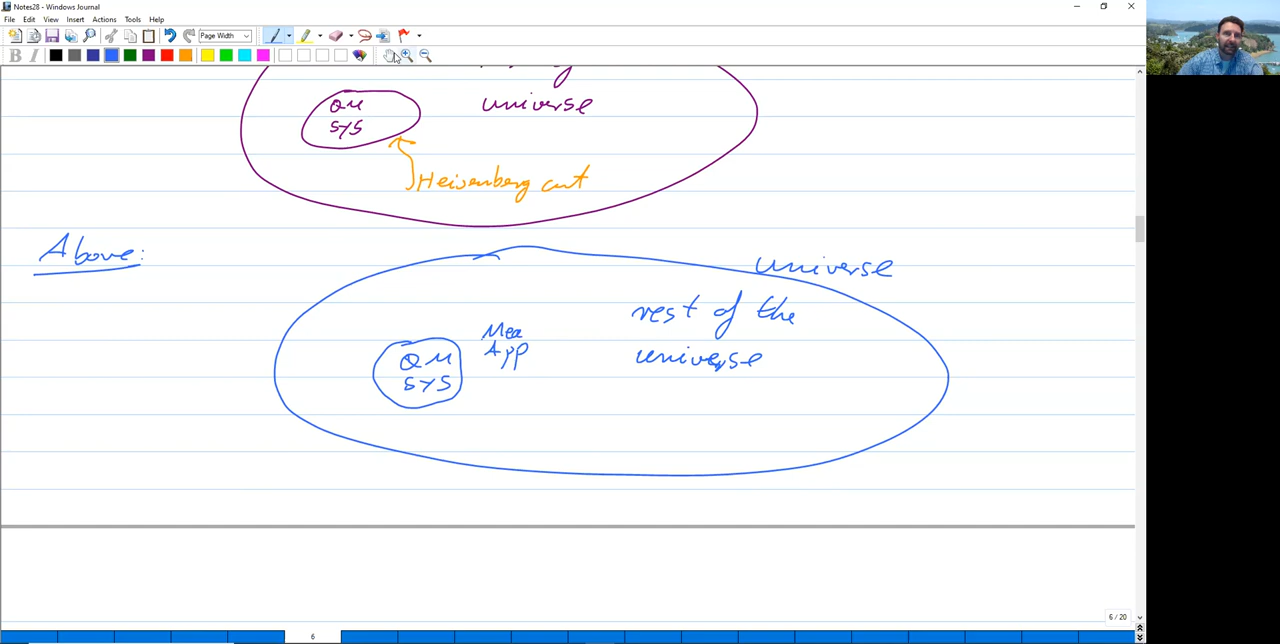 Notes28 - Windows Journal
File Edit View Insert Actions Tools Help
Page Width
B I
universe
QM
sys
Heisenberg cut
Above:
universe
rest of the
universe
Mea
App
QM
sys
6 / 20
6